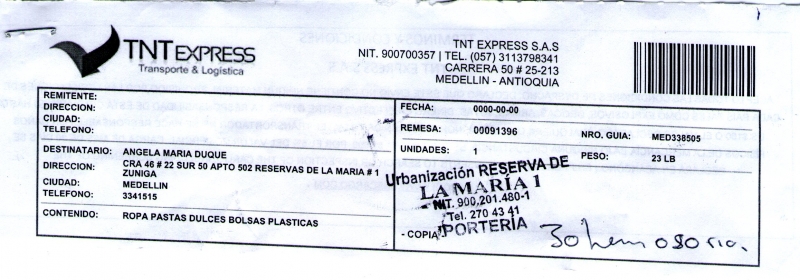 TNT EXPRESS
Transporte & Logística
TNT EXPRESS S.A.S
NIT. 900700357 | TEL. (057) 3113798341
CARRERA 50 # 25-213
MEDELLIN - ANTIOQUIA
REMITENTE:
DIRECCION:
CIUDAD:
TELEFONO:
DESTINATARIO: ANGELA MARIA DUQUE
DIRECCION: CRA 46 # 22 SUR 50 APTO 502 RESERVAS DE LA MARIA # 1
ZUNIGA
CIUDAD: MEDELLIN
TELEFONO: 3341515
CONTENIDO: ROPA PASTAS DULCES BOLSAS PLASTICAS
FECHA: 0000-00-00
REMESA: 00091396 NRO. GUIA: MED338505
UNIDADES: 1 PESO: 23 LB
Urbanización RESERVA DE
LA MARÍA 1
NIT. 900,201.480-1
Tel. 270 43 41
PORTERÍA
- COPIA -